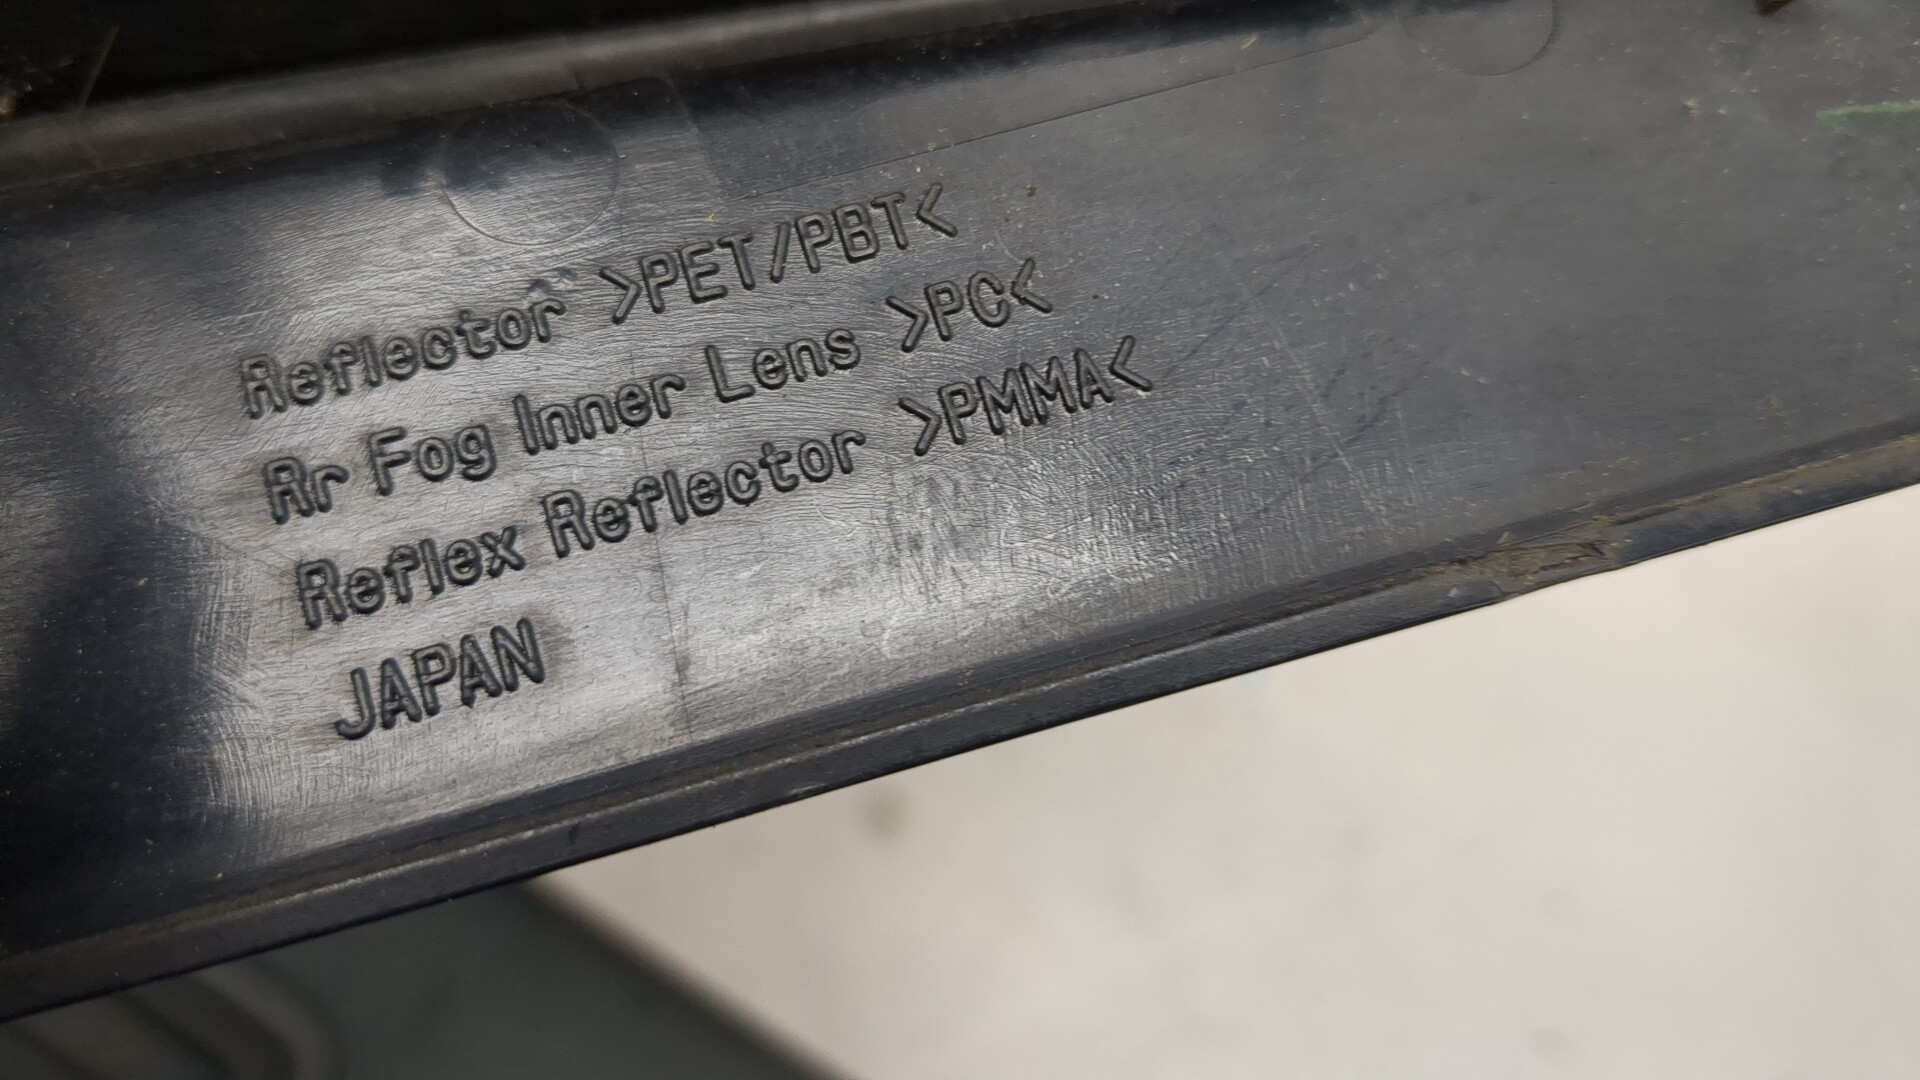 Reflector >PET/PBT<
Rr Fog Inner Lens >PC<
Reflex Reflector >PMMA<
JAPAN